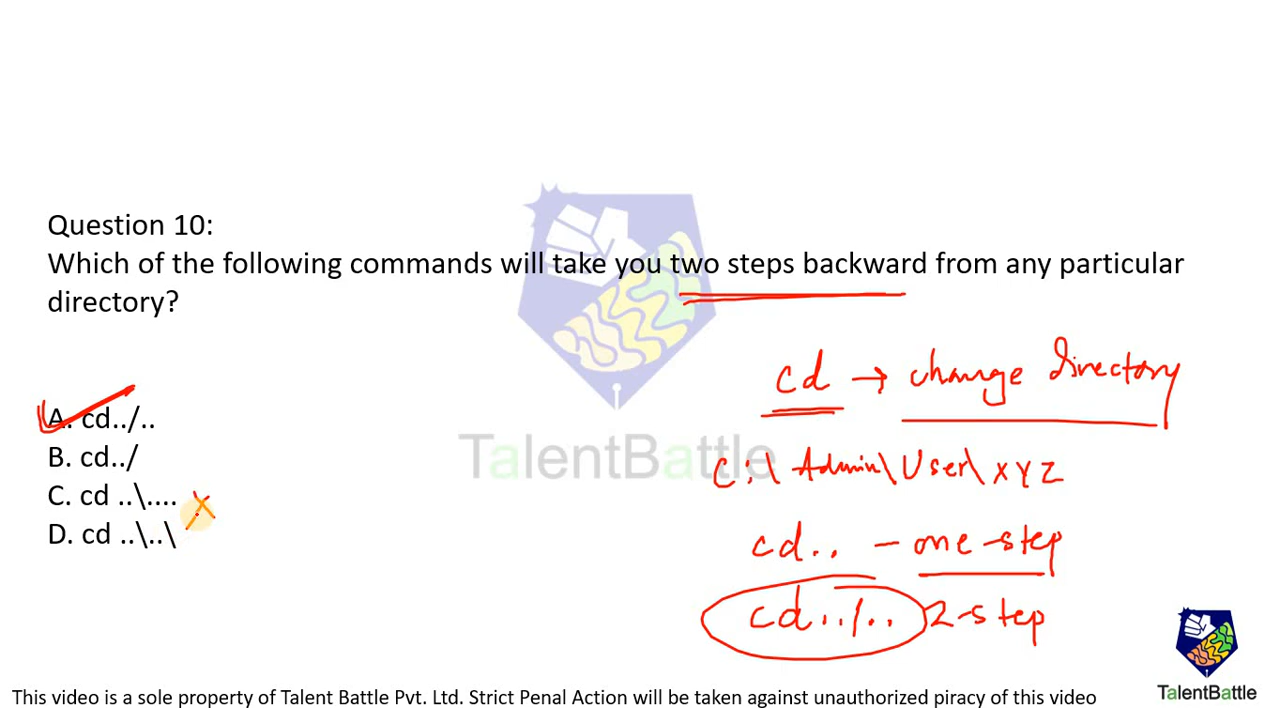 Question 10:
Which of the following commands will take you two steps backward from any particular
directory?
A. cd../..
B. cd../
C. cd ..\....
D. cd ..\..\
cd → change directory
C:\ Admin\ User\ XYZ
cd.. - one-step
cd../.. 2-step
TalentBattle
TalentBattle
This video is a sole property of Talent Battle Pvt. Ltd. Strict Penal Action will be taken against unauthorized piracy of this video